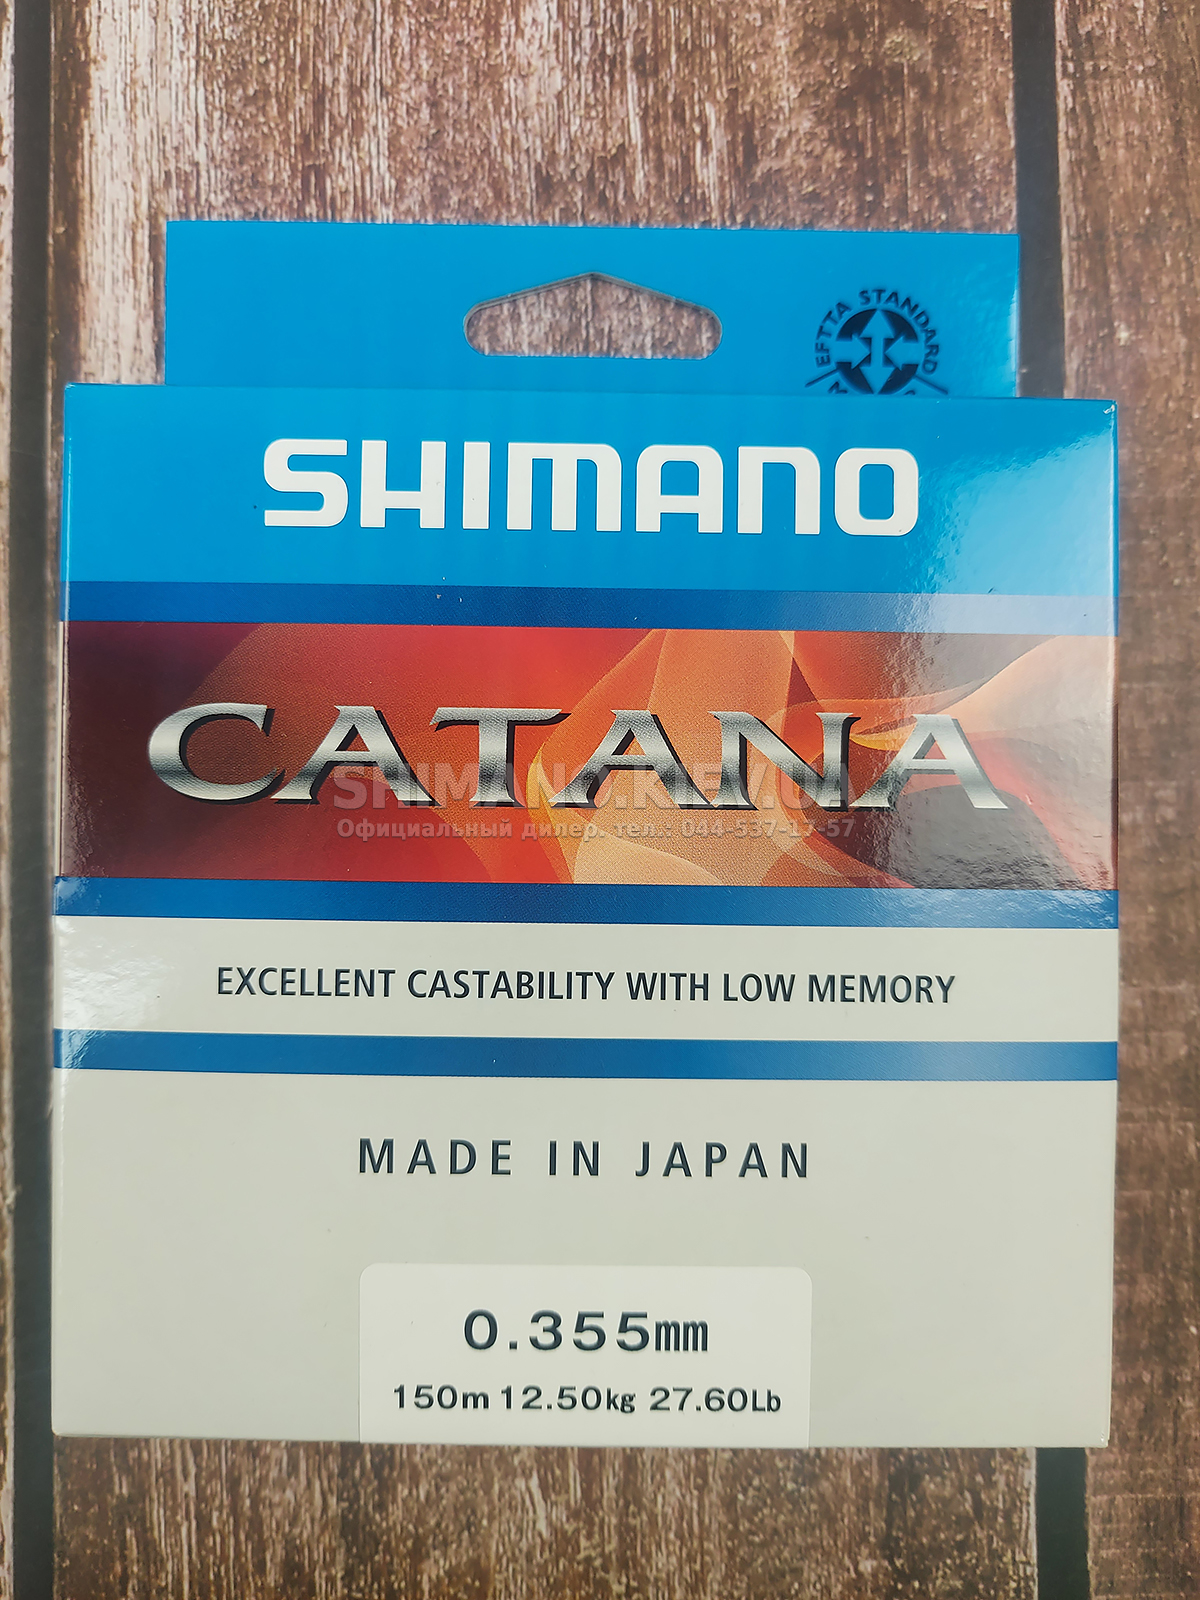 EFTTA STANDARD
SHIMANO
CATANA
SHIMANO.KIEV.UA
Официальный дилер. тел.: 044-537-17-57
EXCELLENT CASTABILITY WITH LOW MEMORY
MADE IN JAPAN
0.355mm
150m 12.50kg 27.60Lb